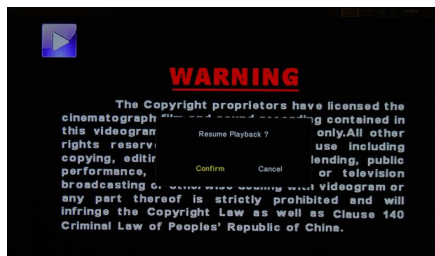 WARNING
The Copyright proprietors have licensed the
cinematograph film and sound recording contained in
this videogram only.All other
rights use including
copying, lending, public
performance, or television
broadcasting or otherwise dealing with videogram or
any part thereof is strictly prohibited and will
infringe the Copyright Law as well as Clause 140
Criminal Law of Peoples' Republic of China.
Resume Playback ?
Confirm Cancel